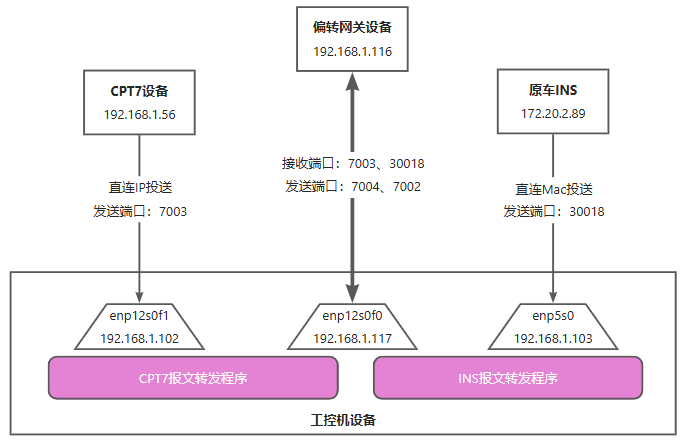 偏转网关设备
192.168.1.116
CPT7设备
192.168.1.56
原车INS
172.20.2.89
接收端口：7003、30018
发送端口：7004、7002
直连IP投送
发送端口：7003
直连Mac投送
发送端口：30018
enp12s0f1
192.168.1.102
enp12s0f0
192.168.1.117
enp5s0
192.168.1.103
CPT7报文转发程序
INS报文转发程序
工控机设备